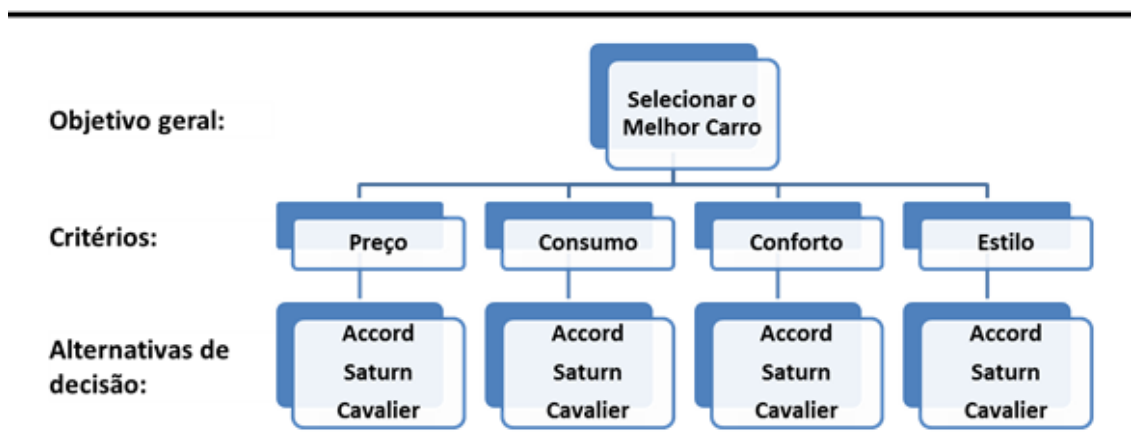 Objetivo geral:
Selecionar o
Melhor Carro
Critérios:
Preço
Consumo
Conforto
Estilo
Alternativas de
decisão:
Accord
Saturn
Cavalier
Accord
Saturn
Cavalier
Accord
Saturn
Cavalier
Accord
Saturn
Cavalier